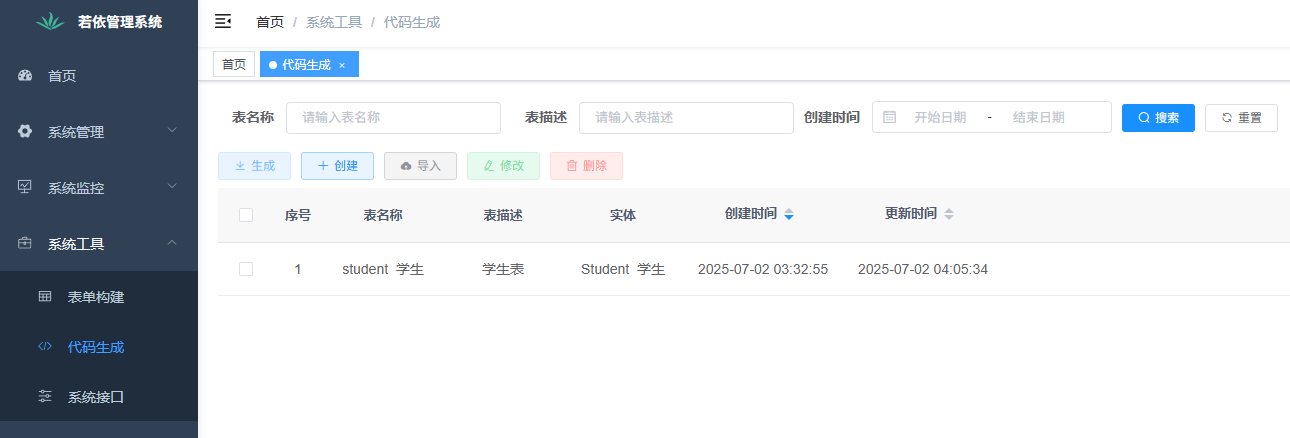 若依管理系统
首页
系统管理
系统监控
系统工具
表单构建
代码生成
系统接口
首页 / 系统工具 / 代码生成
首页 代码生成 ×
表名称 请输入表名称 表描述 请输入表描述 创建时间 开始日期 - 结束日期 搜索 重置
生成 创建 导入 修改 删除
序号 表名称 表描述 实体 创建时间 更新时间
1 student 学生 学生表 Student 学生 2025-07-02 03:32:55 2025-07-02 04:05:34